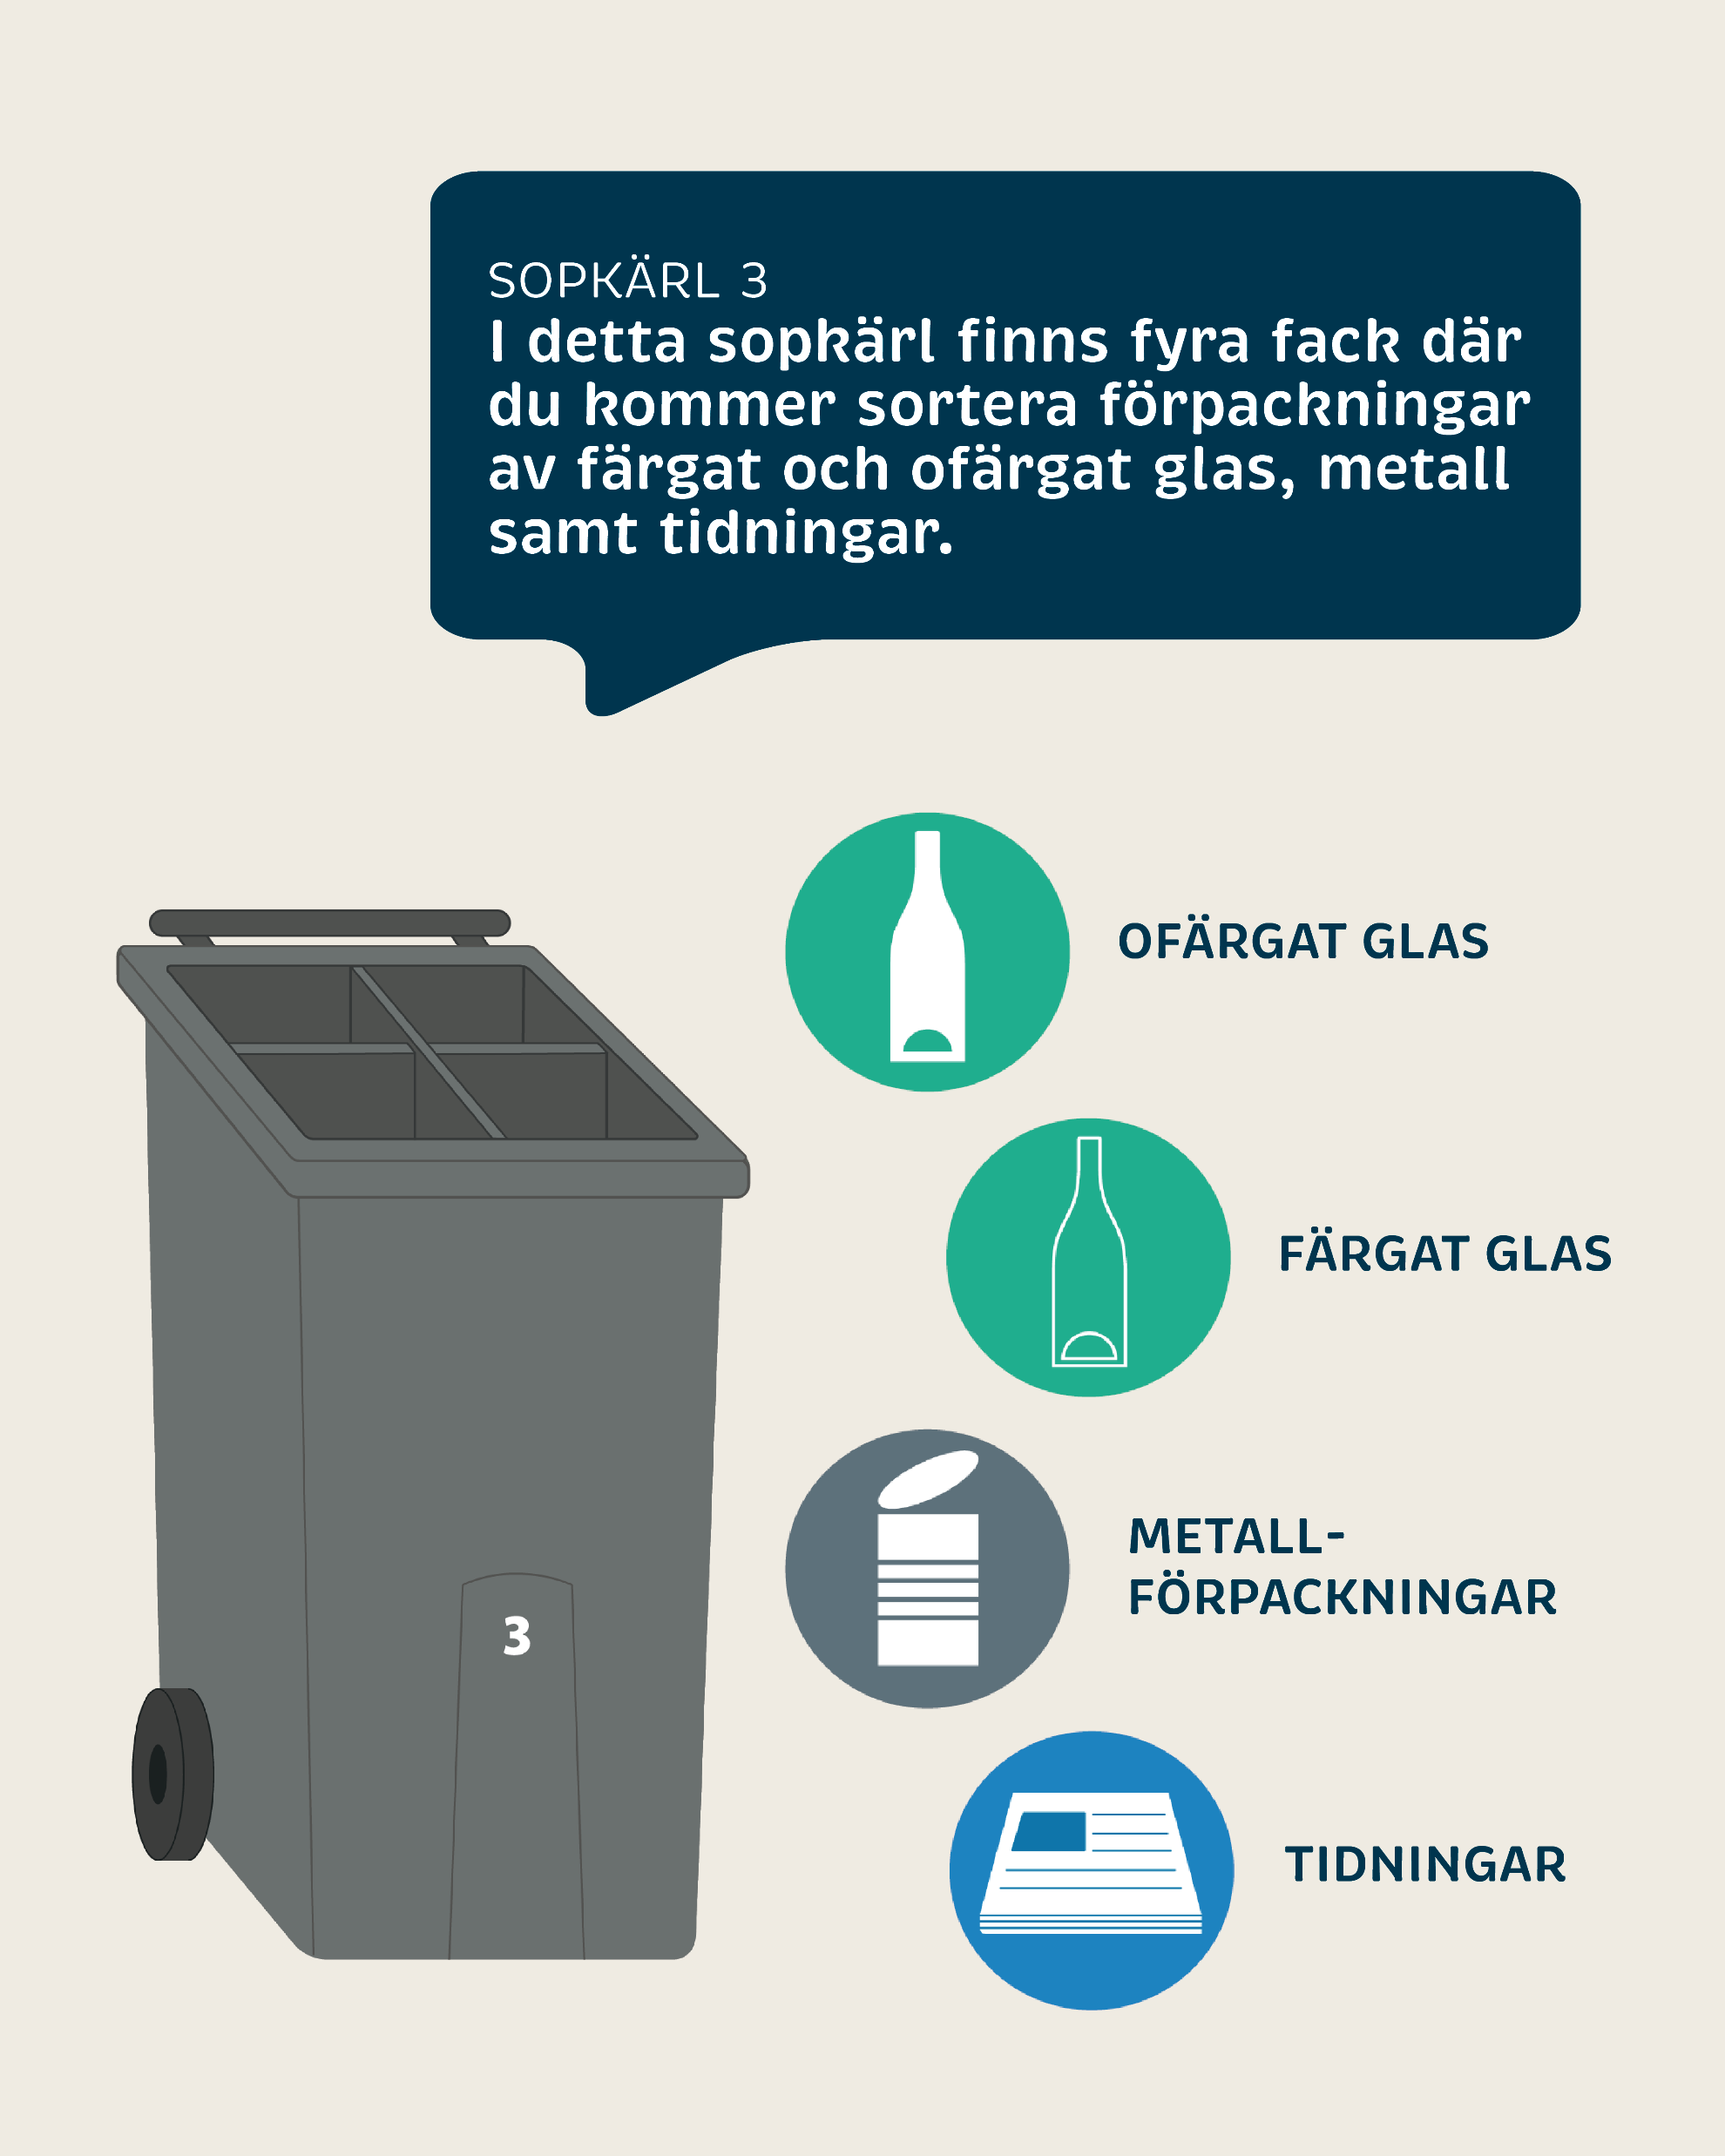 SOPKÄRL 3
I detta sopkärl finns fyra fack där
du kommer sortera förpackningar
av färgat och ofärgat glas, metall
samt tidningar.
OFÄRGAT GLAS
FÄRGAT GLAS
METALL-
FÖRPACKNINGAR
3
TIDNINGAR